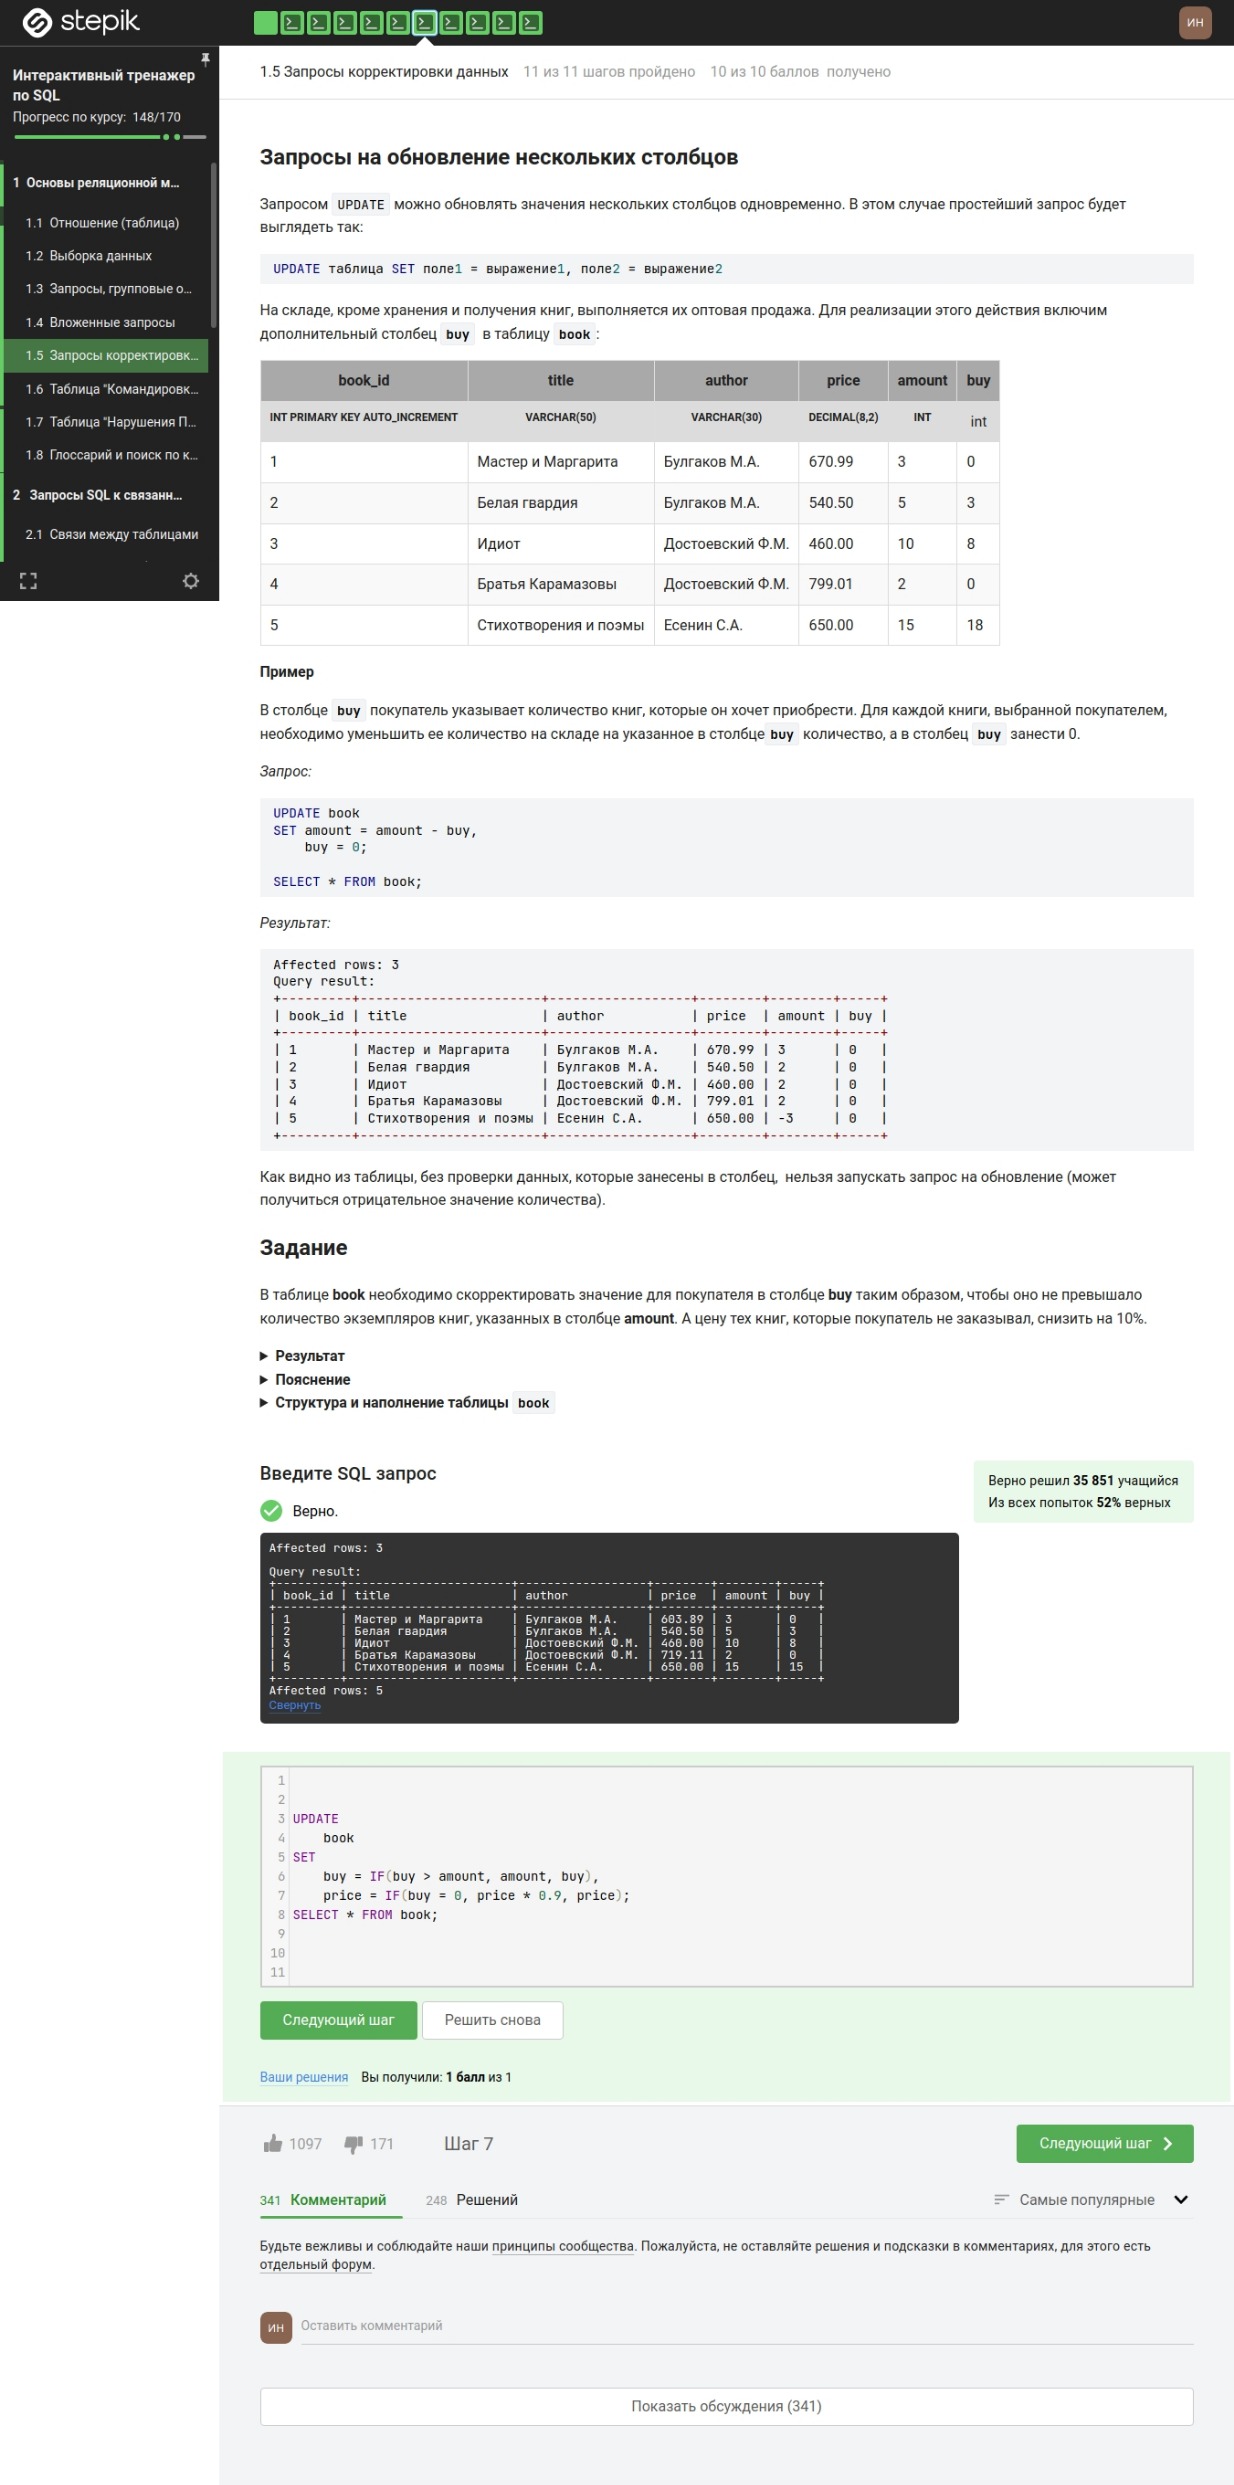 stepik
ИН
Интерактивный тренажер
по SQL
Прогресс по курсу: 148/170
1 Основы реляционной м...
1.1 Отношение (таблица)
1.2 Выборка данных
1.3 Запросы, групповые о...
1.4 Вложенные запросы
1.5 Запросы корректировк...
1.6 Таблица "Командировк...
1.7 Таблица "Нарушения П...
1.8 Глоссарий и поиск по к...
2 Запросы SQL к связанн...
2.1 Связи между таблицами
1.5 Запросы корректировки данных 11 из 11 шагов пройдено 10 из 10 баллов получено
Запросы на обновление нескольких столбцов
Запросом UPDATE можно обновлять значения нескольких столбцов одновременно. В этом случае простейший запрос будет
выглядеть так:
UPDATE таблица SET поле1 = выражение1, поле2 = выражение2
На складе, кроме хранения и получения книг, выполняется их оптовая продажа. Для реализации этого действия включим
дополнительный столбец buy в таблицу book :
book_id title author price amount buy
INT PRIMARY KEY AUTO_INCREMENT VARCHAR(50) VARCHAR(30) DECIMAL(8,2) INT int
1 Мастер и Маргарита Булгаков М.А. 670.99 3 0
2 Белая гвардия Булгаков М.А. 540.50 5 3
3 Идиот Достоевский Ф.М. 460.00 10 8
4 Братья Карамазовы Достоевский Ф.М. 799.01 2 0
5 Стихотворения и поэмы Есенин С.А. 650.00 15 18
Пример
В столбце buy покупатель указывает количество книг, которые он хочет приобрести. Для каждой книги, выбранной покупателем,
необходимо уменьшить ее количество на складе на указанное в столбце buy количество, а в столбец buy занести 0.
Запрос:
UPDATE book
SET amount = amount - buy,
    buy = 0;
SELECT * FROM book;
Результат:
Affected rows: 3
Query result:
+---------+-----------------------+------------------+--------+--------+-----+
| book_id | title                 | author           | price  | amount | buy |
+---------+-----------------------+------------------+--------+--------+-----+
| 1       | Мастер и Маргарита    | Булгаков М.А.    | 670.99 | 3      | 0   |
| 2       | Белая гвардия         | Булгаков М.А.    | 540.50 | 2      | 0   |
| 3       | Идиот                 | Достоевский Ф.М. | 460.00 | 2      | 0   |
| 4       | Братья Карамазовы     | Достоевский Ф.М. | 799.01 | 2      | 0   |
| 5       | Стихотворения и поэмы | Есенин С.А.      | 650.00 | -3     | 0   |
+---------+-----------------------+------------------+--------+--------+-----+
Как видно из таблицы, без проверки данных, которые занесены в столбец, нельзя запускать запрос на обновление (может
получиться отрицательное значение количества).
Задание
В таблице book необходимо скорректировать значение для покупателя в столбце buy таким образом, чтобы оно не превышало
количество экземпляров книг, указанных в столбце amount. А цену тех книг, которые покупатель не заказывал, снизить на 10%.
Результат
Пояснение
Структура и наполнение таблицы book
Введите SQL запрос
Верно решил 35 851 учащийся
Из всех попыток 52% верных
Верно.
Affected rows: 3
Query result:
+---------+-----------------------+------------------+--------+--------+-----+
| book_id | title                 | author           | price  | amount | buy |
+---------+-----------------------+------------------+--------+--------+-----+
| 1       | Мастер и Маргарита    | Булгаков М.А.    | 603.89 | 3      | 0   |
| 2       | Белая гвардия         | Булгаков М.А.    | 540.50 | 5      | 3   |
| 3       | Идиот                 | Достоевский Ф.М. | 460.00 | 10     | 8   |
| 4       | Братья Карамазовы     | Достоевский Ф.М. | 719.11 | 2      | 0   |
| 5       | Стихотворения и поэмы | Есенин С.А.      | 650.00 | 15     | 15  |
+---------+-----------------------+------------------+--------+--------+-----+
Affected rows: 5
Свернуть
1
2
3 UPDATE
4     book
5 SET
6     buy = IF(buy > amount, amount, buy),
7     price = IF(buy = 0, price * 0.9, price);
8 SELECT * FROM book;
9
10
11
Следующий шаг Решить снова
Ваши решения Вы получили: 1 балл из 1
1097 171 Шаг 7 Следующий шаг
341 Комментарий 248 Решений Самые популярные
Будьте вежливы и соблюдайте наши принципы сообщества. Пожалуйста, не оставляйте решения и подсказки в комментариях, для этого есть
отдельный форум.
ИН Оставить комментарий
Показать обсуждения (341)